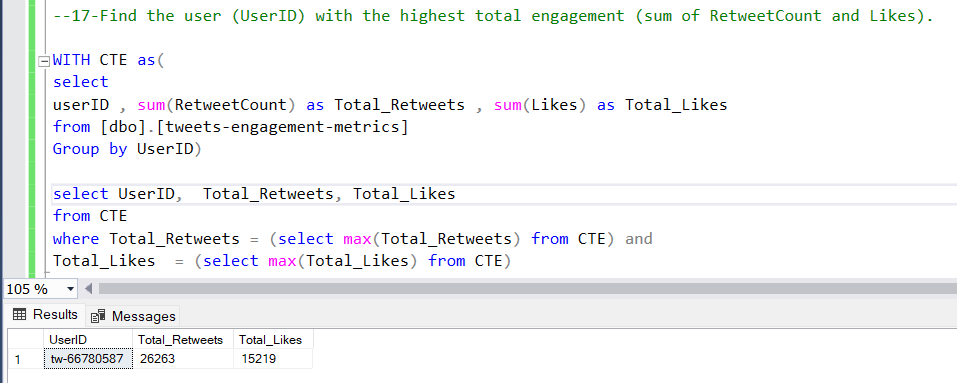 --17-Find the user (UserID) with the highest total engagement (sum of RetweetCount and Likes).
WITH CTE as(
select
userID , sum(RetweetCount) as Total_Retweets , sum(Likes) as Total_Likes
from [dbo].[tweets-engagement-metrics]
Group by UserID)
select UserID,  Total_Retweets, Total_Likes
from CTE
where Total_Retweets = (select max(Total_Retweets) from CTE) and
Total_Likes  = (select max(Total_Likes) from CTE)
105 %
Results Messages
UserID Total_Retweets Total_Likes
1 tw-66780587 26263 15219